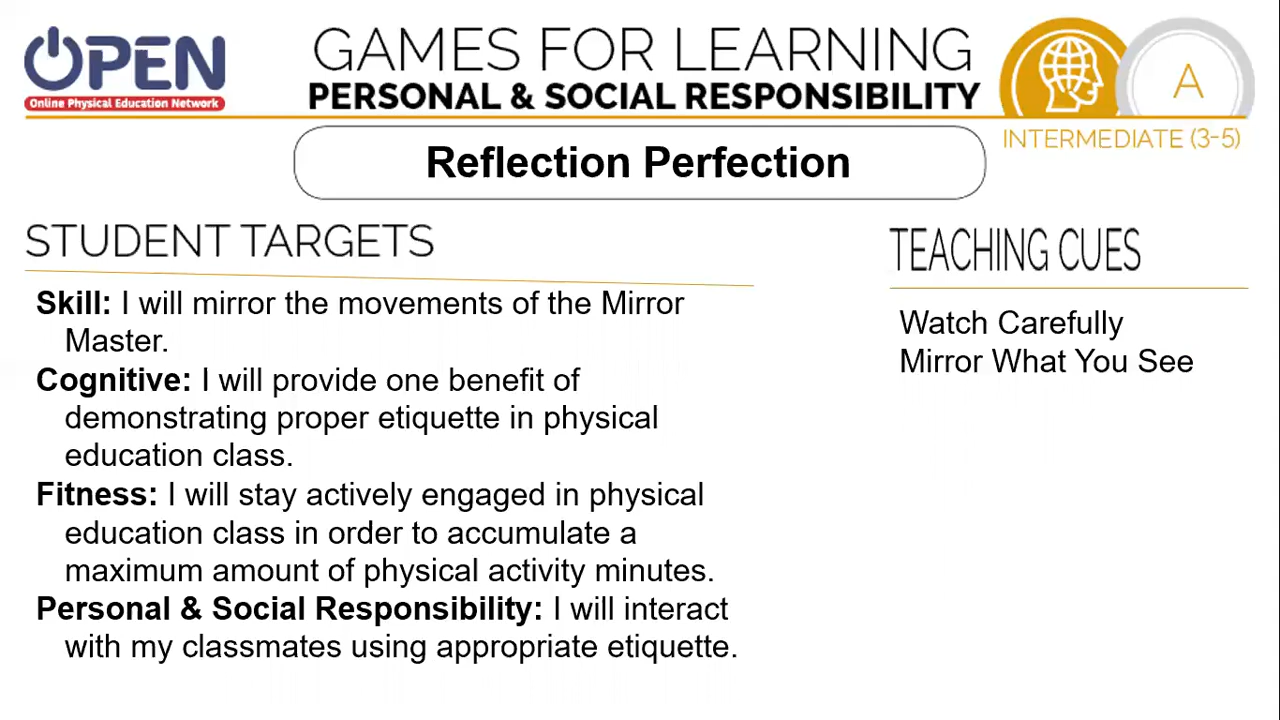 OPEN
Online Physical Education Network
GAMES FOR LEARNING
PERSONAL & SOCIAL RESPONSIBILITY
A
INTERMEDIATE (3-5)
Reflection Perfection
STUDENT TARGETS
Skill: I will mirror the movements of the Mirror
Master.
Cognitive: I will provide one benefit of
demonstrating proper etiquette in physical
education class.
Fitness: I will stay actively engaged in physical
education class in order to accumulate a
maximum amount of physical activity minutes.
Personal & Social Responsibility: I will interact
with my classmates using appropriate etiquette.
TEACHING CUES
Watch Carefully
Mirror What You See